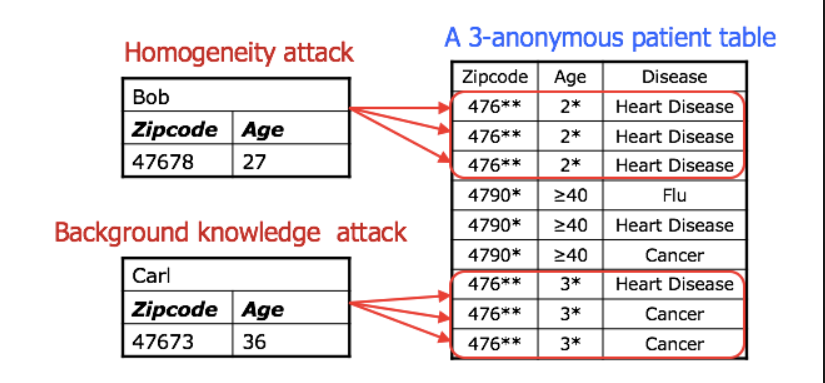 Homogeneity attack
Bob
Zipcode Age
47678 27
Background knowledge attack
Carl
Zipcode Age
47673 36
A 3-anonymous patient table
Zipcode Age Disease
476** 2* Heart Disease
476** 2* Heart Disease
476** 2* Heart Disease
4790* ≥40 Flu
4790* ≥40 Heart Disease
4790* ≥40 Cancer
476** 3* Heart Disease
476** 3* Cancer
476** 3* Cancer